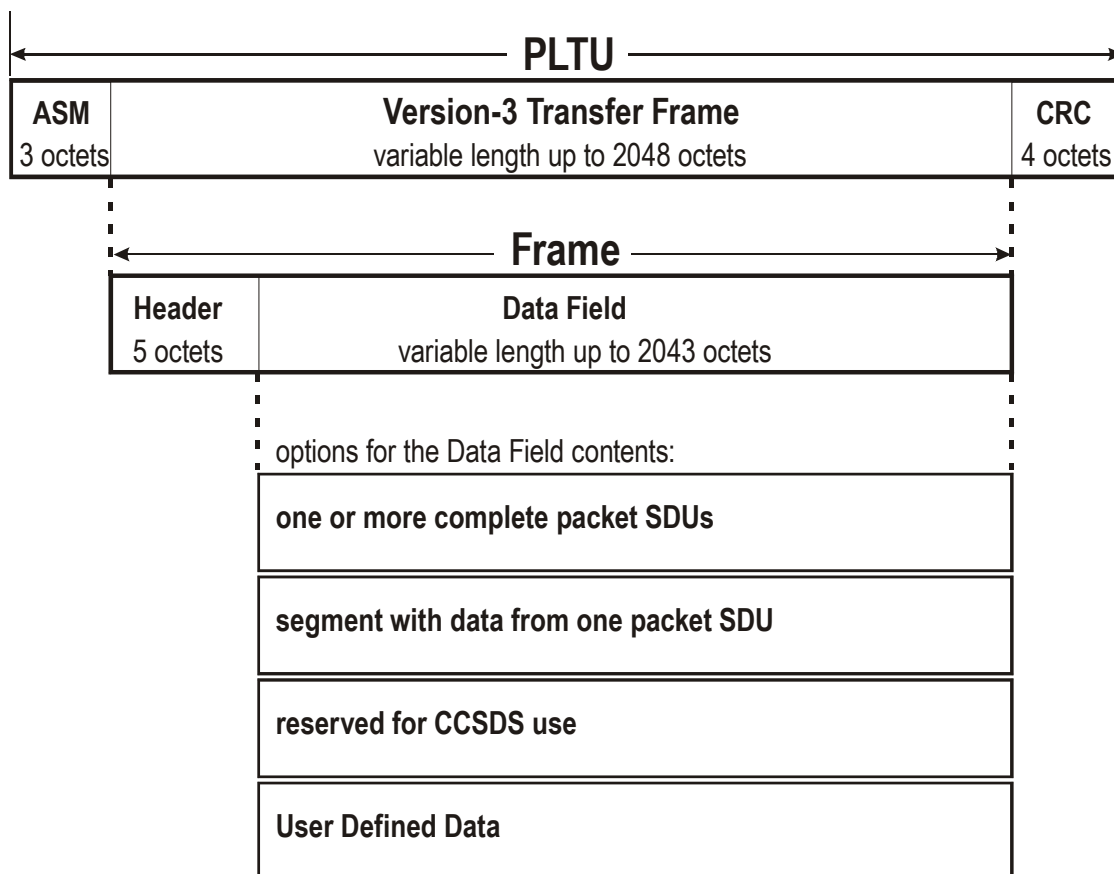 PLTU
ASM Version-3 Transfer Frame CRC
3 octets variable length up to 2048 octets 4 octets
Frame
Header Data Field
5 octets variable length up to 2043 octets
options for the Data Field contents:
one or more complete packet SDUs
segment with data from one packet SDU
reserved for CCSDS use
User Defined Data